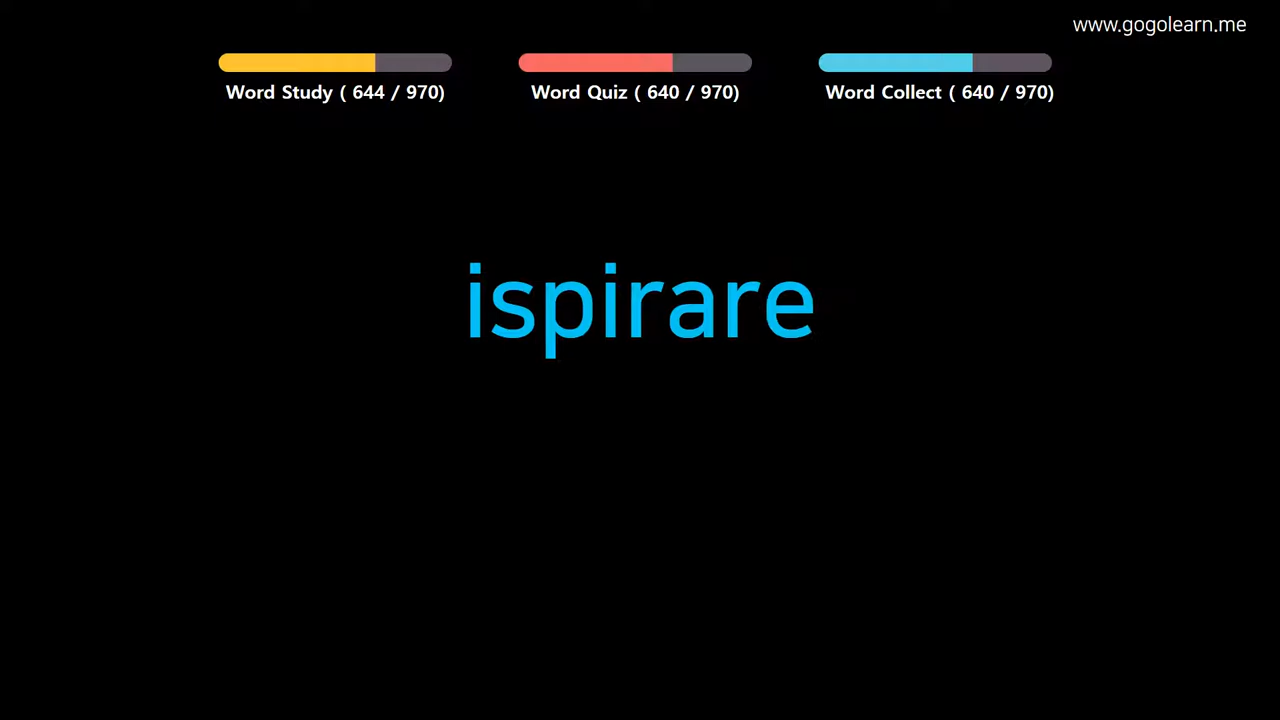 www.gogolearn.me
Word Study ( 644 / 970)
Word Quiz ( 640 / 970)
Word Collect ( 640 / 970)
ispirare